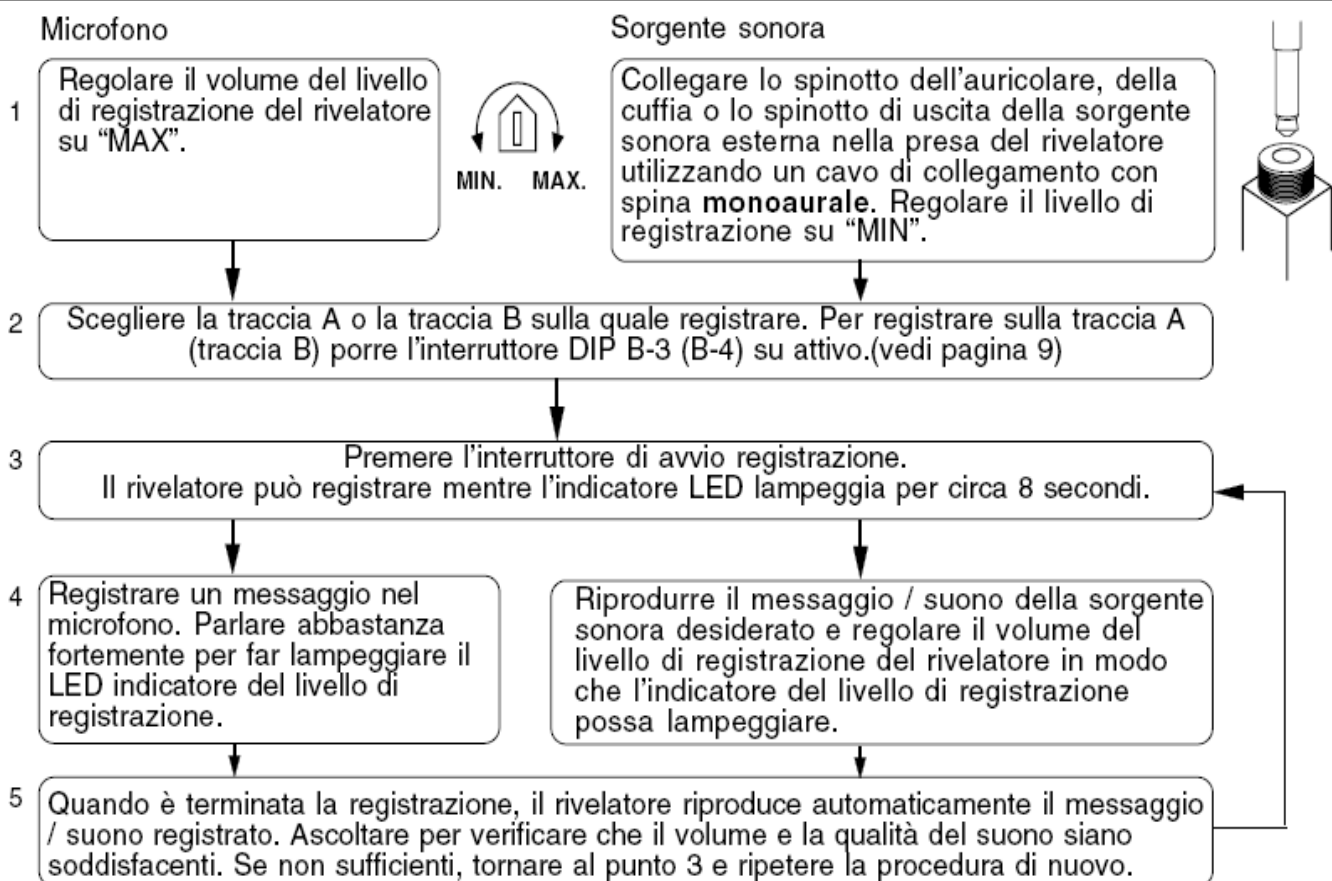 Microfono
Sorgente sonora
1
Regolare il volume del livello
di registrazione del rivelatore
su “MAX”.
MIN. MAX.
Collegare lo spinotto dell’auricolare, della
cuffia o lo spinotto di uscita della sorgente
sonora esterna nella presa del rivelatore
utilizzando un cavo di collegamento con
spina monoaurale. Regolare il livello di
registrazione su “MIN”.
2
Scegliere la traccia A o la traccia B sulla quale registrare. Per registrare sulla traccia A
(traccia B) porre l’interruttore DIP B-3 (B-4) su attivo.(vedi pagina 9)
3
Premere l’interruttore di avvio registrazione.
Il rivelatore può registrare mentre l’indicatore LED lampeggia per circa 8 secondi.
4
Registrare un messaggio nel
microfono. Parlare abbastanza
fortemente per far lampeggiare il
LED indicatore del livello di
registrazione.
Riprodurre il messaggio / suono della sorgente
sonora desiderato e regolare il volume del
livello di registrazione del rivelatore in modo
che l’indicatore del livello di registrazione
possa lampeggiare.
5
Quando è terminata la registrazione, il rivelatore riproduce automaticamente il messaggio
/ suono registrato. Ascoltare per verificare che il volume e la qualità del suono siano
soddisfacenti. Se non sufficienti, tornare al punto 3 e ripetere la procedura di nuovo.